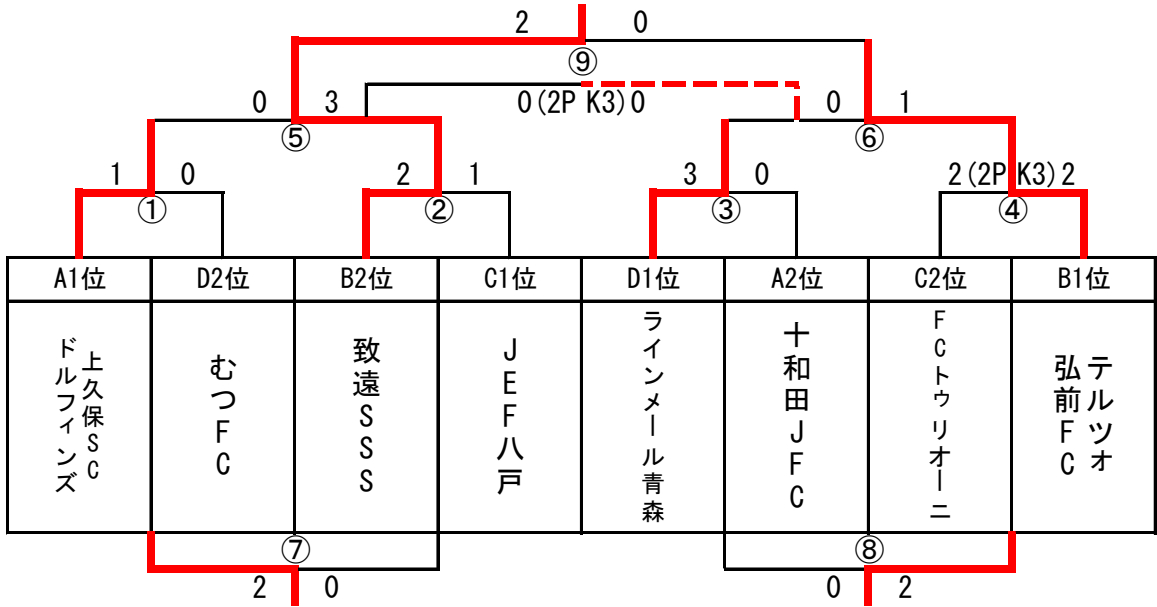 2 0
⑨
0 3 0(2PK3)0 0 1
⑤ ⑥
1 0 2 1 3 0 2(2PK3)2
① ② ③ ④
A1位 D2位 B2位 C1位 D1位 A2位 C2位 B1位
上久保SC
ドルフィンズ
むつFC
致遠SSS
JEF八戸
ラインメール青森
十和田JFC
FCトゥリオーニ
テルツォ
弘前FC
⑦ ⑧
2 0 0 2